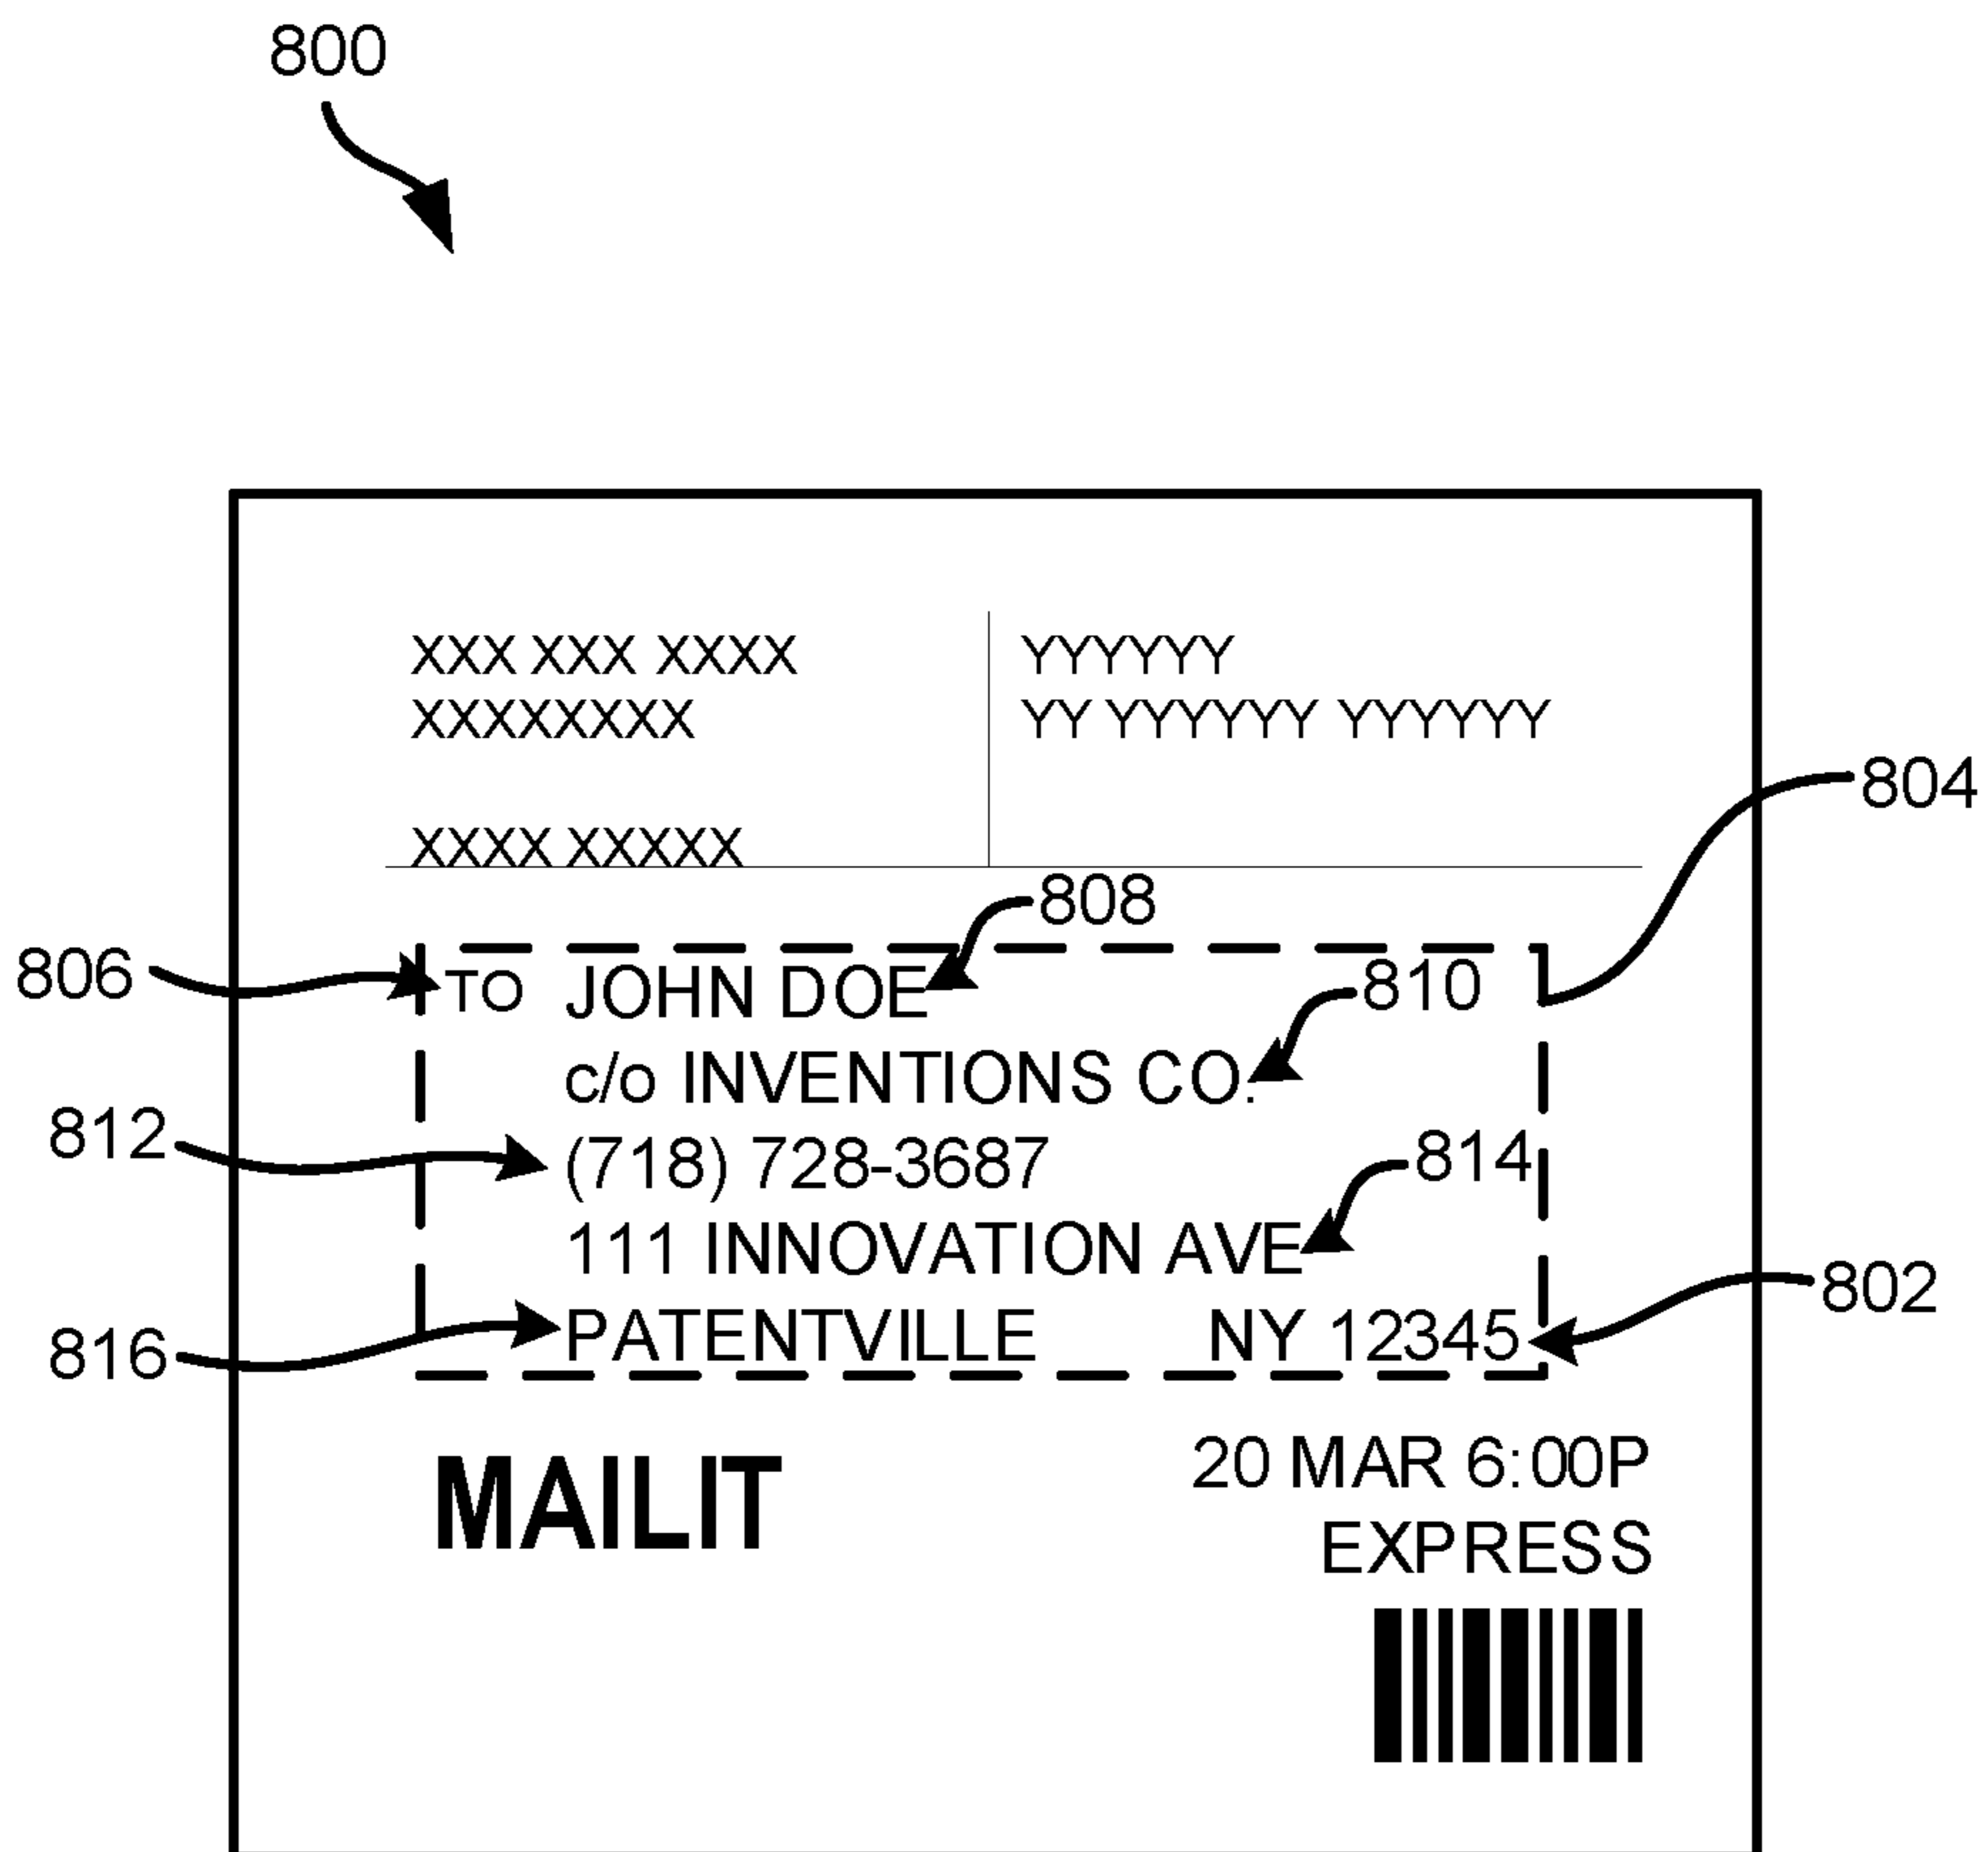 800
XXX XXX XXXX
YYYYYY
XXXXXXXX
YY YYYYYY YYYYYY
804
XXXX XXXXX
808
806
TO JOHN DOE
810
c/o INVENTIONS CO.
812
(718) 728-3687
814
111 INNOVATION AVE
802
816
PATENTVILLE NY 12345
MAILIT
20 MAR 6:00P
EXPRESS